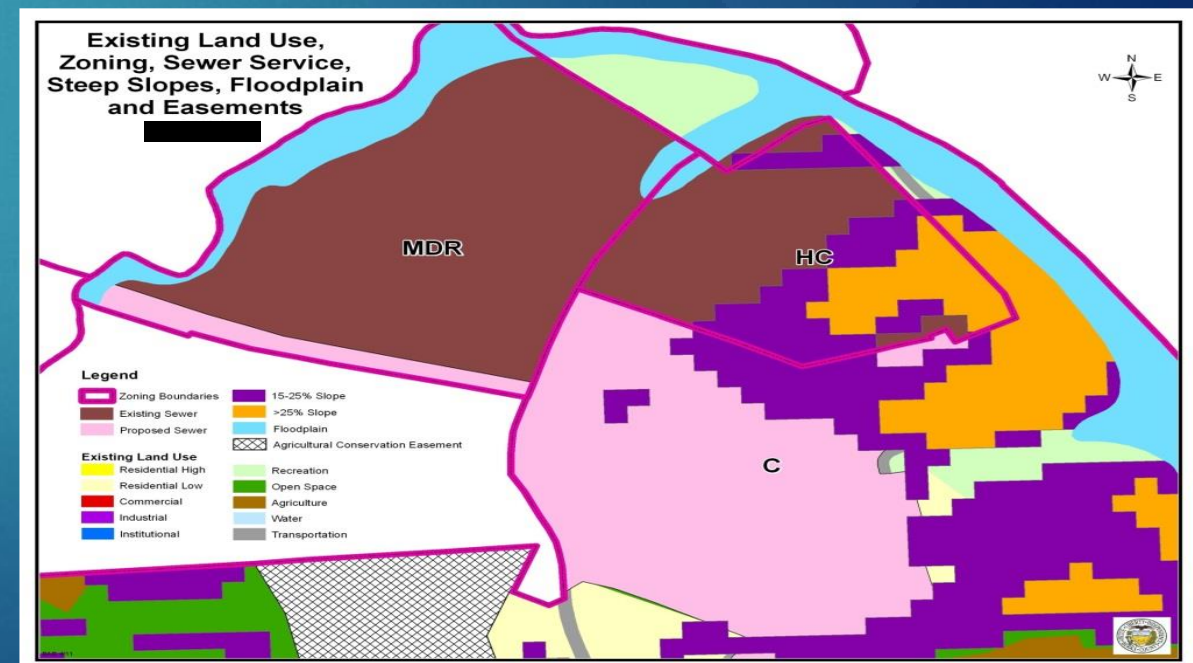 Existing Land Use,
Zoning, Sewer Service,
Steep Slopes, Floodplain
and Easements
N
W E
S
MDR
HC
C
Legend
Zoning Boundaries
Existing Sewer
Proposed Sewer
15-25% Slope
>25% Slope
Floodplain
Agricultural Conservation Easement
Existing Land Use
Residential High
Residential Low
Commercial
Industrial
Institutional
Recreation
Open Space
Agriculture
Water
Transportation